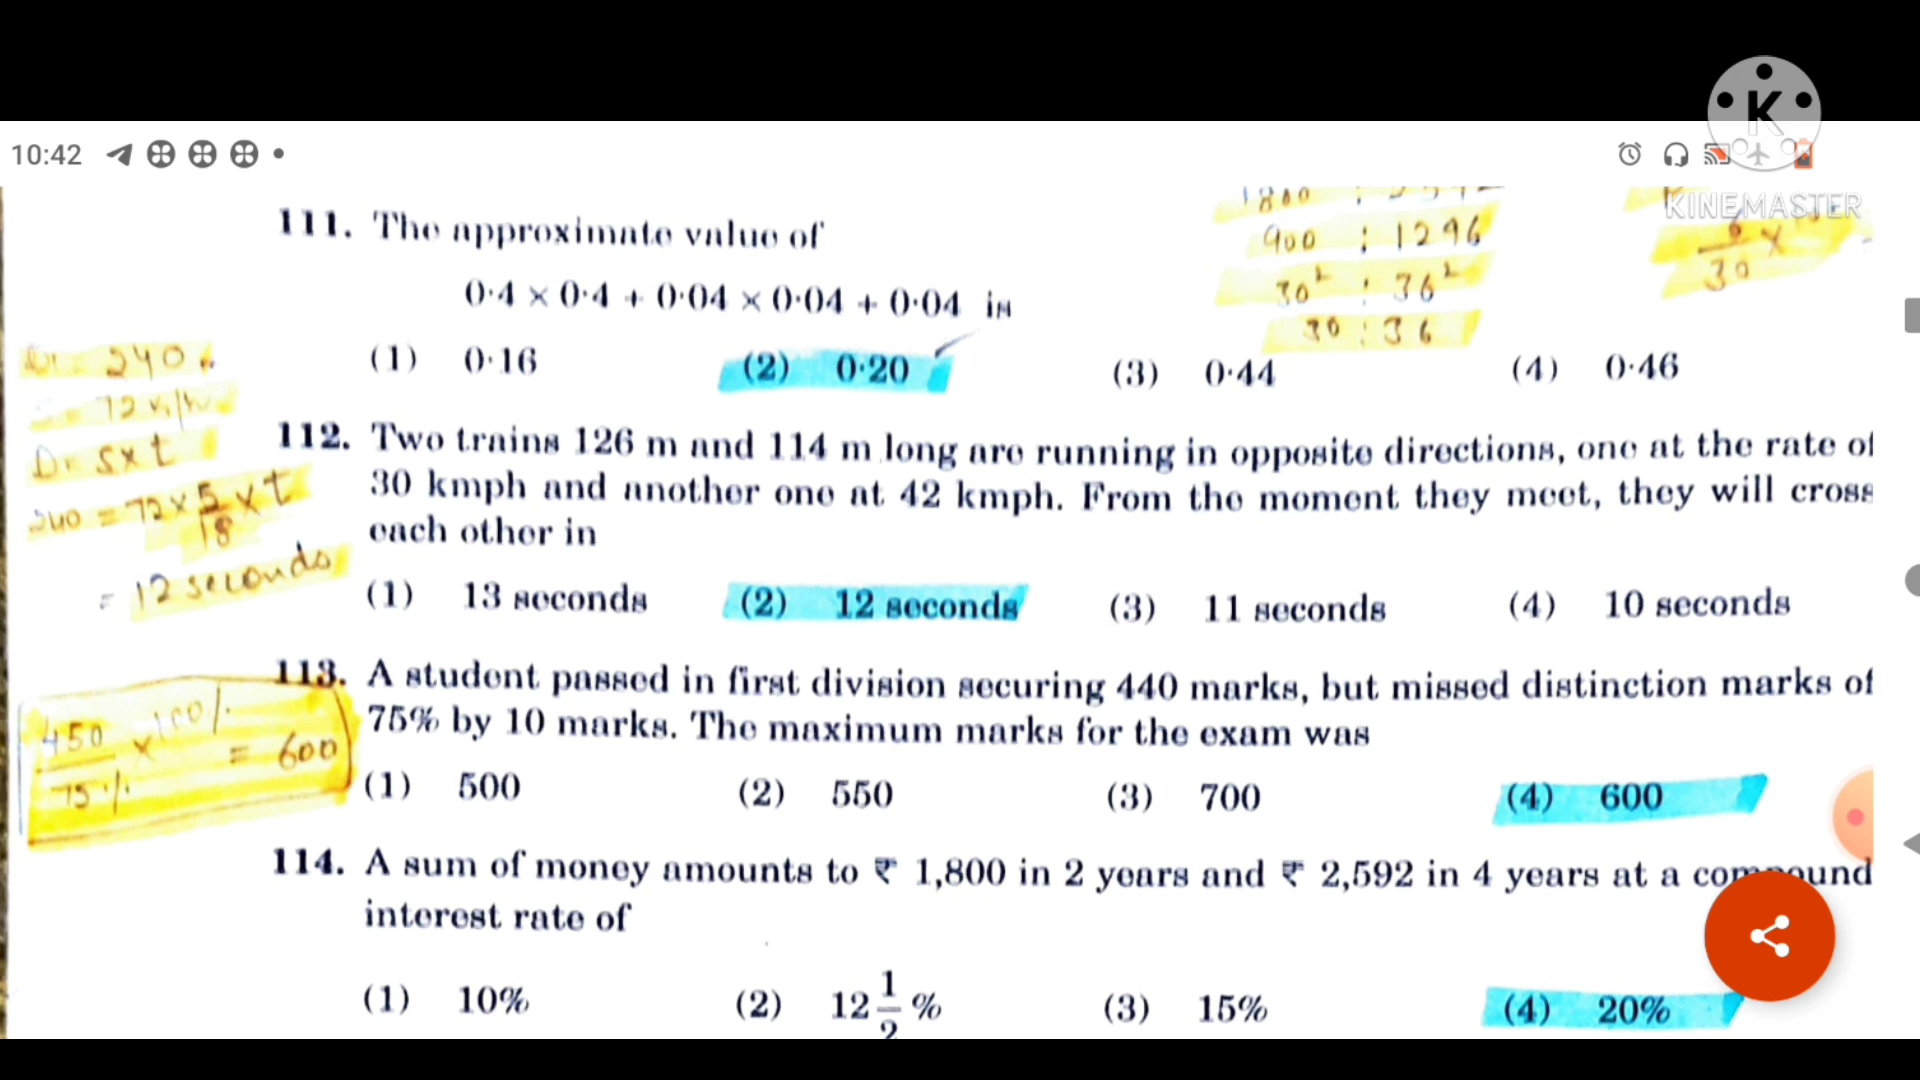 10:42
KINEMASTER
900 : 1296
30² : 36²
30 : 36
111. The approximate value of
0·4 × 0·4 + 0·04 × 0·04 + 0·04 is
(1) 0·16 (2) 0·20 (3) 0·44 (4) 0·46
240
D = S×t
240 = 72 × 5/18 × t
= 12 seconds
112. Two trains 126 m and 114 m long are running in opposite directions, one at the rate of
30 kmph and another one at 42 kmph. From the moment they meet, they will cross
each other in
(1) 13 seconds (2) 12 seconds (3) 11 seconds (4) 10 seconds
450/75% × 100% = 600
113. A student passed in first division securing 440 marks, but missed distinction marks of
75% by 10 marks. The maximum marks for the exam was
(1) 500 (2) 550 (3) 700 (4) 600
114. A sum of money amounts to ₹ 1,800 in 2 years and ₹ 2,592 in 4 years at a compound
interest rate of
(1) 10% (2) 12 1/2 % (3) 15% (4) 20%